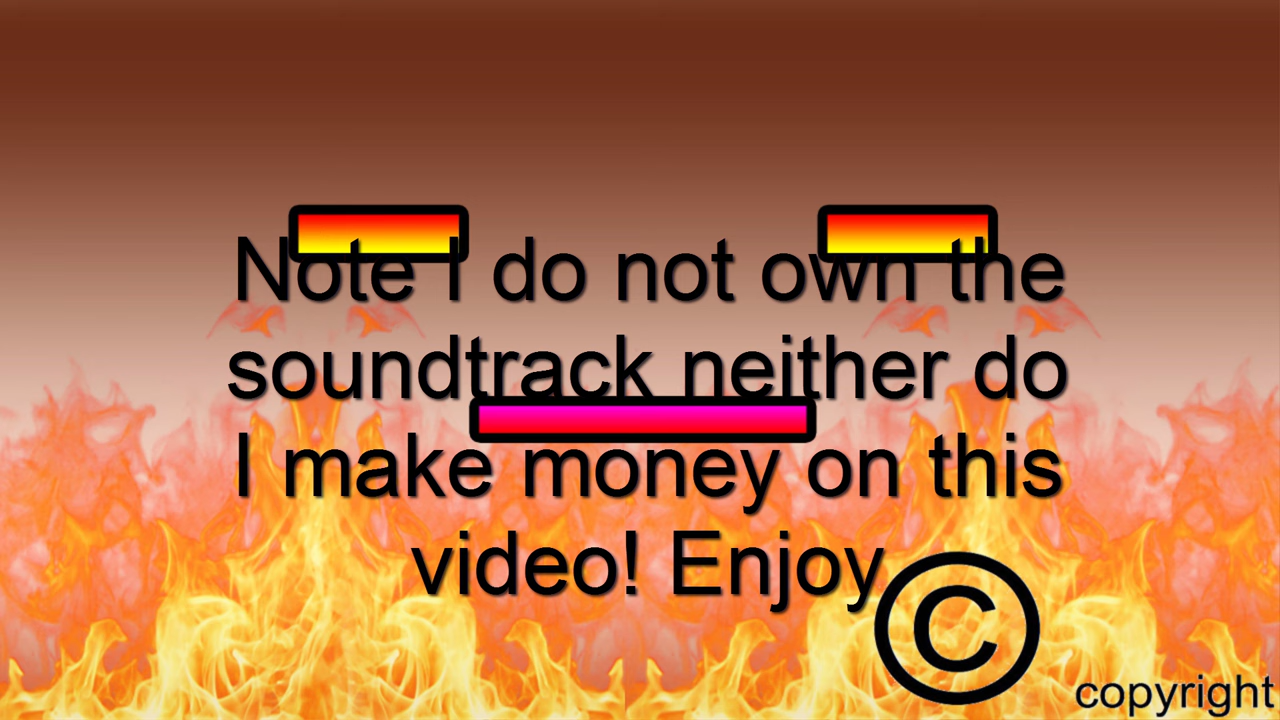 Note I do not own the
soundtrack neither do
I make money on this
video! Enjoy
©
copyright